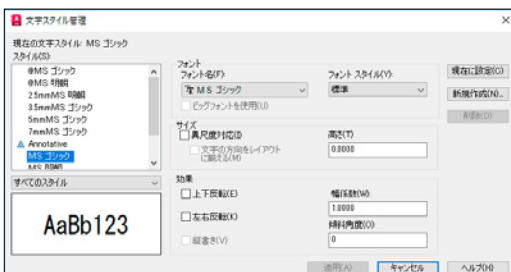 文字スタイル管理
現在の文字スタイル: MS ゴシック
スタイル(S):
@MS ゴシック
@MS 明朝
2.5mmMS 明朝
3.5mmMS ゴシック
5mmMS ゴシック
7mmMS ゴシック
Annotative
MS ゴシック
MS 明朝
すべてのスタイル
AaBb123
フォント
フォント名(F):
MS ゴシック
ビッグフォントを使用(U)
フォント スタイル(Y):
標準
サイズ
異尺度対応(I)
文字の方向をレイアウト
に揃える(M)
高さ(T)
0.0000
効果
上下反転(E)
左右反転(K)
縦書き(V)
幅係数(W):
1.0000
傾斜角度(O):
0
現在に設定(C)
新規作成(N)...
削除(D)
適用(A)
キャンセル
ヘルプ(H)